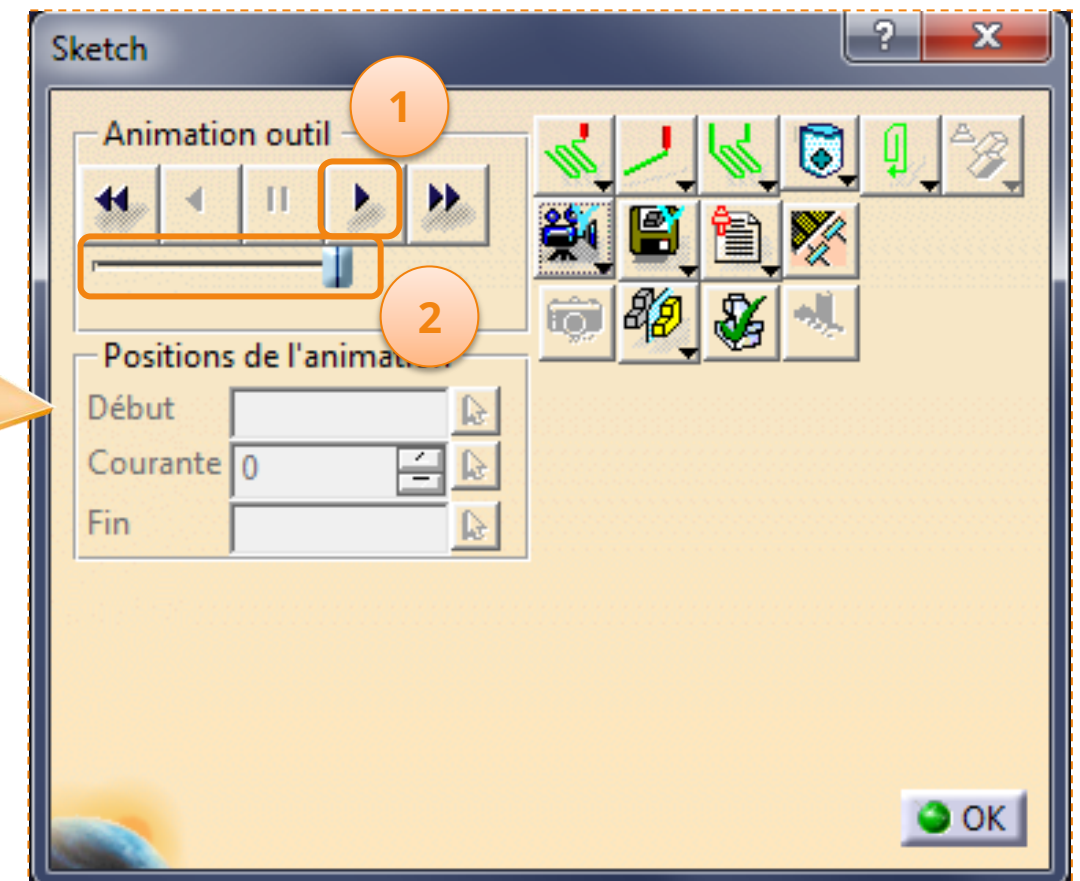 Sketch
?
x
1
Animation outil
2
Positions de l'animation
Début
Courante
0
Fin
OK